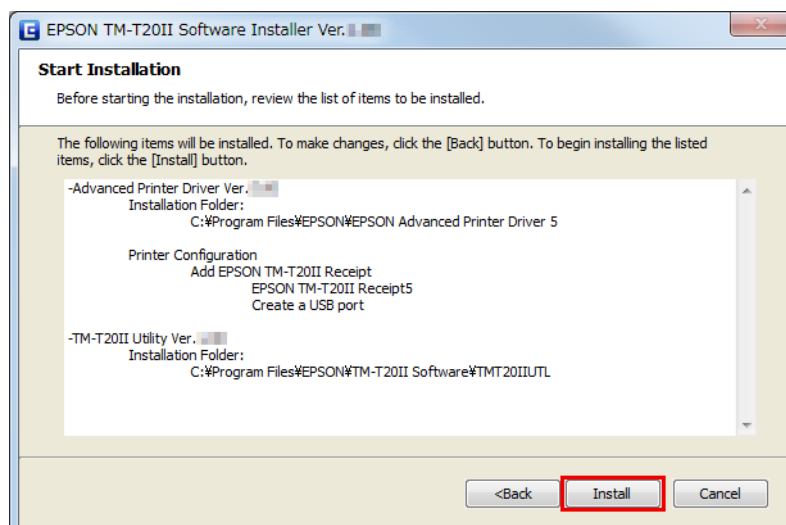 EPSON TM-T20II Software Installer Ver.
Start Installation
Before starting the installation, review the list of items to be installed.
The following items will be installed. To make changes, click the [Back] button. To begin installing the listed
items, click the [Install] button.
-Advanced Printer Driver Ver.
Installation Folder:
C:¥Program Files¥EPSON¥EPSON Advanced Printer Driver 5
Printer Configuration
Add EPSON TM-T20II Receipt
EPSON TM-T20II Receipt5
Create a USB port
-TM-T20II Utility Ver.
Installation Folder:
C:¥Program Files¥EPSON¥TM-T20II Software¥TMT20IIUTL
<Back
Install
Cancel